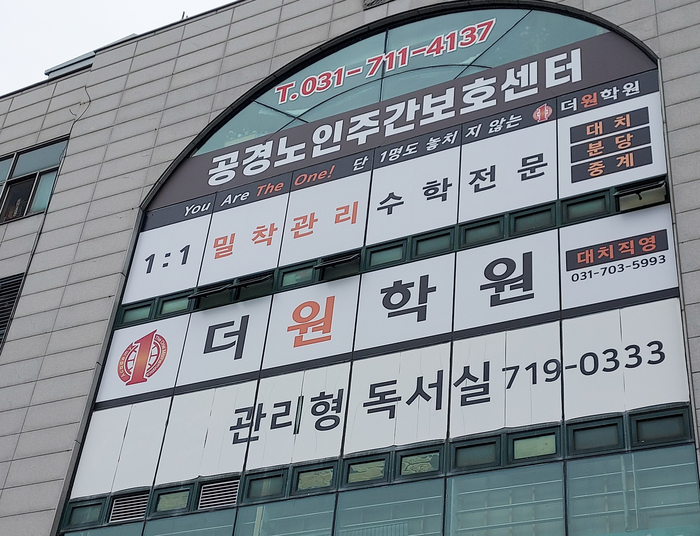 T.031-711-4137
공경노인주간보호센터
You Are The One! 단 1명도 놓치지 않는 더원학원
1:1 밀착관리 수학전문
대치
분당
중계
더원학원
대치직영
031-703-5993
관리형 독서실 719-0333